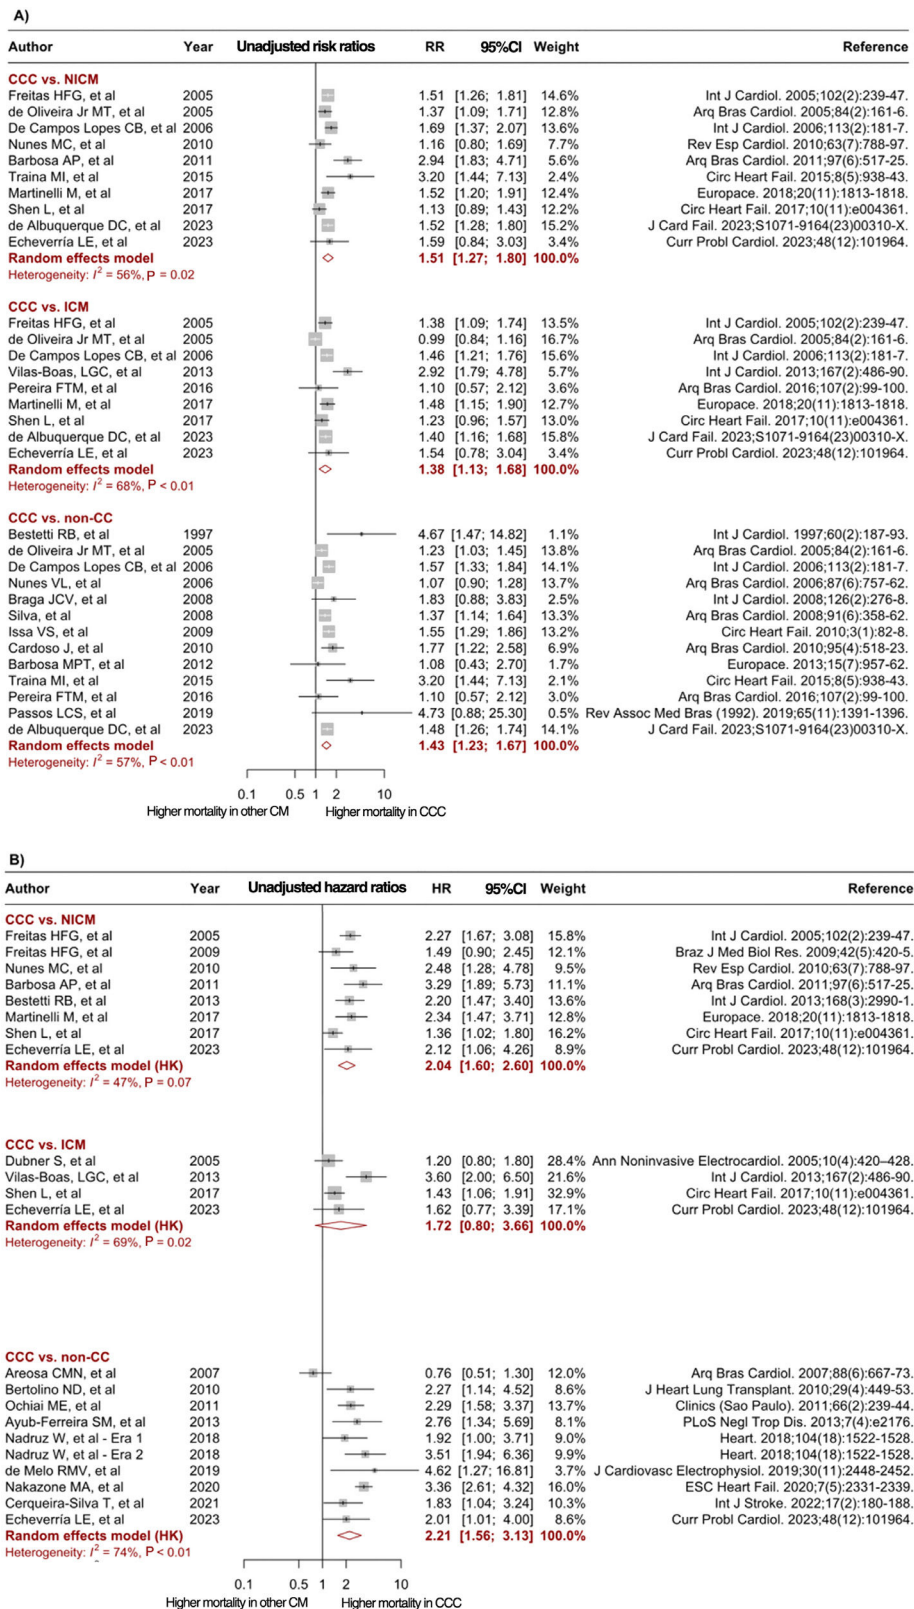 A)
Author Year Unadjusted risk ratios RR 95%CI Weight Reference
CCC vs. NICM
Freitas HFG, et al 2005 1.51 [1.26; 1.81] 14.6% Int J Cardiol. 2005;102(2):239-47.
de Oliveira Jr MT, et al 2005 1.37 [1.09; 1.71] 12.8% Arq Bras Cardiol. 2005;84(2):161-6.
De Campos Lopes CB, et al 2006 1.69 [1.37; 2.07] 13.6% Int J Cardiol. 2006;113(2):181-7.
Nunes MC, et al 2010 1.16 [0.80; 1.69] 7.7% Rev Esp Cardiol. 2010;63(7):788-97.
Barbosa AP, et al 2011 2.94 [1.83; 4.71] 5.6% Arq Bras Cardiol. 2011;97(6):517-25.
Traina MI, et al 2015 3.20 [1.44; 7.13] 2.4% Circ Heart Fail. 2015;8(5):938-43.
Martinelli M, et al 2017 1.52 [1.20; 1.91] 12.4% Europace. 2018;20(11):1813-1818.
Shen L, et al 2017 1.13 [0.89; 1.43] 12.2% Circ Heart Fail. 2017;10(11):e004361.
de Albuquerque DC, et al 2023 1.52 [1.28; 1.80] 15.2% J Card Fail. 2023;S1071-9164(23)00310-X.
Echeverría LE, et al 2023 1.59 [0.84; 3.03] 3.4% Curr Probl Cardiol. 2023;48(12):101964.
Random effects model 1.51 [1.27; 1.80] 100.0%
Heterogeneity: I² = 56%, P = 0.02
CCC vs. ICM
Freitas HFG, et al 2005 1.38 [1.09; 1.74] 13.5% Int J Cardiol. 2005;102(2):239-47.
de Oliveira Jr MT, et al 2005 0.99 [0.84; 1.16] 16.7% Arq Bras Cardiol. 2005;84(2):161-6.
De Campos Lopes CB, et al 2006 1.46 [1.21; 1.76] 15.6% Int J Cardiol. 2006;113(2):181-7.
Vilas-Boas, LGC, et al 2013 2.92 [1.79; 4.78] 5.7% Int J Cardiol. 2013;167(2):486-90.
Pereira FTM, et al 2016 1.10 [0.57; 2.12] 3.6% Arq Bras Cardiol. 2016;107(2):99-100.
Martinelli M, et al 2017 1.48 [1.15; 1.90] 12.7% Europace. 2018;20(11):1813-1818.
Shen L, et al 2017 1.23 [0.96; 1.57] 13.0% Circ Heart Fail. 2017;10(11):e004361.
de Albuquerque DC, et al 2023 1.40 [1.16; 1.68] 15.8% J Card Fail. 2023;S1071-9164(23)00310-X.
Echeverría LE, et al 2023 1.54 [0.78; 3.04] 3.4% Curr Probl Cardiol. 2023;48(12):101964.
Random effects model 1.38 [1.13; 1.68] 100.0%
Heterogeneity: I² = 68%, P < 0.01
CCC vs. non-CC
Bestetti RB, et al 1997 4.67 [1.47; 14.82] 1.1% Int J Cardiol. 1997;60(2):187-93.
de Oliveira Jr MT, et al 2005 1.23 [1.03; 1.45] 13.8% Arq Bras Cardiol. 2005;84(2):161-6.
De Campos Lopes CB, et al 2006 1.57 [1.33; 1.84] 14.1% Int J Cardiol. 2006;113(2):181-7.
Nunes VL, et al 2006 1.07 [0.90; 1.28] 13.7% Arq Bras Cardiol. 2006;87(6):757-62.
Braga JCV, et al 2008 1.83 [0.88; 3.83] 2.5% Int J Cardiol. 2008;126(2):276-8.
Silva, et al 2008 1.37 [1.14; 1.64] 13.3% Arq Bras Cardiol. 2008;91(6):358-62.
Issa VS, et al 2009 1.55 [1.29; 1.86] 13.2% Circ Heart Fail. 2010;3(1):82-8.
Cardoso J, et al 2010 1.77 [1.22; 2.58] 6.9% Arq Bras Cardiol. 2010;95(4):518-23.
Barbosa MPT, et al 2012 1.08 [0.43; 2.70] 1.7% Europace. 2013;15(7):957-62.
Traina MI, et al 2015 3.20 [1.44; 7.13] 2.1% Circ Heart Fail. 2015;8(5):938-43.
Pereira FTM, et al 2016 1.10 [0.57; 2.12] 3.0% Arq Bras Cardiol. 2016;107(2):99-100.
Passos LCS, et al 2019 4.73 [0.88; 25.30] 0.5% Rev Assoc Med Bras (1992). 2019;65(11):1391-1396.
de Albuquerque DC, et al 2023 1.48 [1.26; 1.74] 14.1% J Card Fail. 2023;S1071-9164(23)00310-X.
Random effects model 1.43 [1.23; 1.67] 100.0%
Heterogeneity: I² = 57%, P < 0.01
0.1 0.5 1 2 10
Higher mortality in other CM Higher mortality in CCC
B)
Author Year Unadjusted hazard ratios HR 95%CI Weight Reference
CCC vs. NICM
Freitas HFG, et al 2005 2.27 [1.67; 3.08] 15.8% Int J Cardiol. 2005;102(2):239-47.
Freitas HFG, et al 2009 1.49 [0.90; 2.45] 12.1% Braz J Med Biol Res. 2009;42(5):420-5.
Nunes MC, et al 2010 2.48 [1.28; 4.78] 9.5% Rev Esp Cardiol. 2010;63(7):788-97.
Barbosa AP, et al 2011 3.29 [1.89; 5.73] 11.1% Arq Bras Cardiol. 2011;97(6):517-25.
Bestetti RB, et al 2013 2.20 [1.47; 3.40] 13.6% Int J Cardiol. 2013;168(3):2990-1.
Martinelli M, et al 2017 2.34 [1.47; 3.71] 12.8% Europace. 2018;20(11):1813-1818.
Shen L, et al 2017 1.36 [1.02; 1.80] 16.2% Circ Heart Fail. 2017;10(11):e004361.
Echeverría LE, et al 2023 2.12 [1.06; 4.26] 8.9% Curr Probl Cardiol. 2023;48(12):101964.
Random effects model (HK) 2.04 [1.60; 2.60] 100.0%
Heterogeneity: I² = 47%, P = 0.07
CCC vs. ICM
Dubner S, et al 2005 1.20 [0.80; 1.80] 28.4% Ann Noninvasive Electrocardiol. 2005;10(4):420–428.
Vilas-Boas, LGC, et al 2013 3.60 [2.00; 6.50] 21.6% Int J Cardiol. 2013;167(2):486-90.
Shen L, et al 2017 1.43 [1.06; 1.91] 32.9% Circ Heart Fail. 2017;10(11):e004361.
Echeverría LE, et al 2023 1.62 [0.77; 3.39] 17.1% Curr Probl Cardiol. 2023;48(12):101964.
Random effects model (HK) 1.72 [0.80; 3.66] 100.0%
Heterogeneity: I² = 69%, P = 0.02
CCC vs. non-CC
Areosa CMN, et al 2007 0.76 [0.51; 1.30] 12.0% Arq Bras Cardiol. 2007;88(6):667-73.
Bertolino ND, et al 2010 2.27 [1.14; 4.52] 8.6% J Heart Lung Transplant. 2010;29(4):449-53.
Ochiai ME, et al 2011 2.29 [1.58; 3.37] 13.7% Clinics (Sao Paulo). 2011;66(2):239-44.
Ayub-Ferreira SM, et al 2013 2.76 [1.34; 5.69] 8.1% PLoS Negl Trop Dis. 2013;7(4):e2176.
Nadruz W, et al - Era 1 2018 1.92 [1.00; 3.71] 9.0% Heart. 2018;104(18):1522-1528.
Nadruz W, et al - Era 2 2018 3.51 [1.94; 6.36] 9.9% Heart. 2018;104(18):1522-1528.
de Melo RMV, et al 2019 4.62 [1.27; 16.81] 3.7% J Cardiovasc Electrophysiol. 2019;30(11):2448-2452.
Nakazone MA, et al 2020 3.36 [2.61; 4.32] 16.0% ESC Heart Fail. 2020;7(5):2331-2339.
Cerqueira-Silva T, et al 2021 1.83 [1.04; 3.24] 10.3% Int J Stroke. 2022;17(2):180-188.
Echeverría LE, et al 2023 2.01 [1.01; 4.00] 8.6% Curr Probl Cardiol. 2023;48(12):101964.
Random effects model (HK) 2.21 [1.56; 3.13] 100.0%
Heterogeneity: I² = 74%, P < 0.01
0.1 0.5 1 2 10
Higher mortality in other CM Higher mortality in CCC